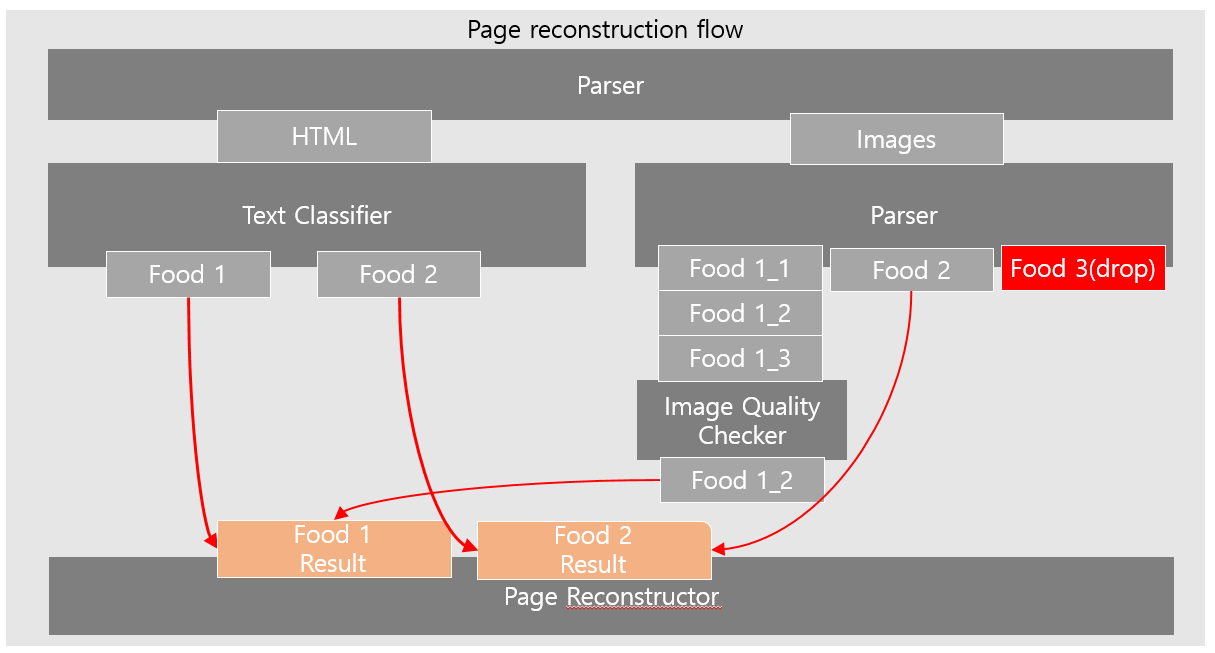 Page reconstruction flow
Parser
HTML
Images
Text Classifier
Parser
Food 1
Food 2
Food 1_1
Food 2
Food 3(drop)
Food 1_2
Food 1_3
Image Quality
Checker
Food 1_2
Food 1
Result
Food 2
Result
Page Reconstructor